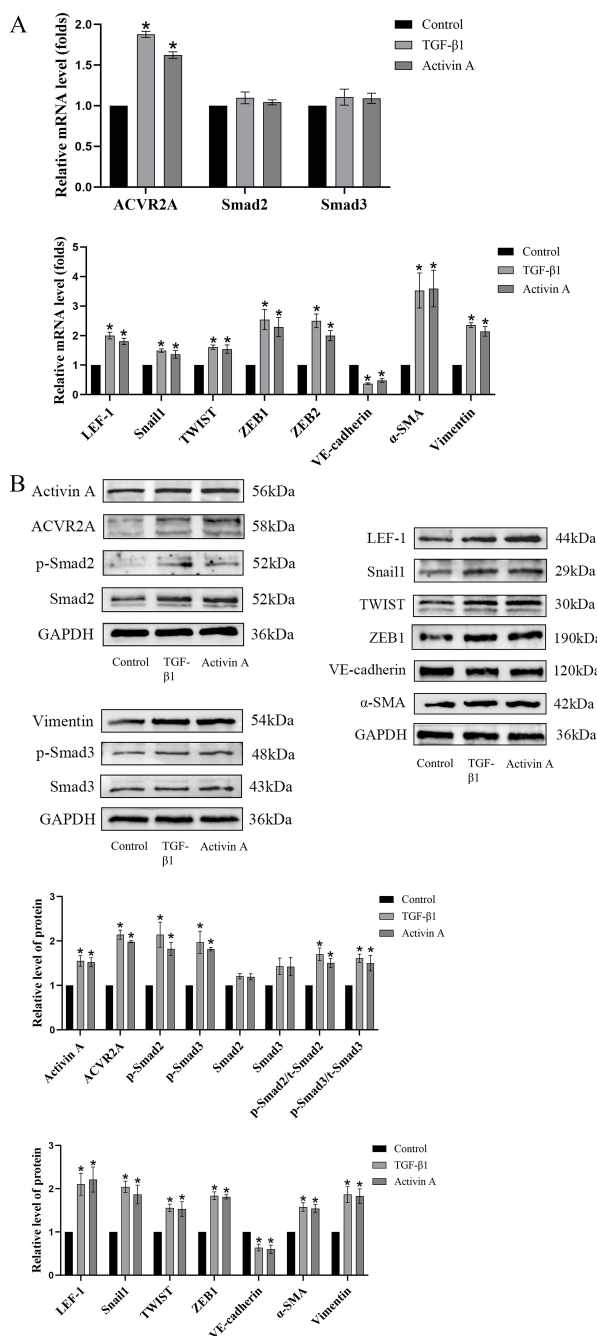 A
Relative mRNA level (folds)
2.0
1.5
1.0
0.5
0.0
ACVR2A
Smad2
Smad3
*
*
Control
TGF-β1
Activin A
Relative mRNA level (folds)
5
4
3
2
1
0
* * * * * * * * * * * * * * * *
LEF-1
Snail1
TWIST
ZEB1
ZEB2
VE-cadherin
α-SMA
Vimentin
Control
TGF-β1
Activin A
B
Activin A 56kDa
ACVR2A 58kDa
p-Smad2 52kDa
Smad2 52kDa
GAPDH 36kDa
Control TGF-β1 Activin A
Vimentin 54kDa
p-Smad3 48kDa
Smad3 43kDa
GAPDH 36kDa
Control TGF-β1 Activin A
LEF-1 44kDa
Snail1 29kDa
TWIST 30kDa
ZEB1 190kDa
VE-cadherin 120kDa
α-SMA 42kDa
GAPDH 36kDa
Control TGF-β1 Activin A
Relative level of protein
3
2
1
0
* * * * * * * * * * * *
Activin A
ACVR2A
p-Smad2
p-Smad3
Smad2
Smad3
p-Smad2/t-Smad2
p-Smad3/t-Smad3
Control
TGF-β1
Activin A
Relative level of protein
3
2
1
0
* * * * * * * * * * * * * *
LEF-1
Snail1
TWIST
ZEB1
VE-cadherin
α-SMA
Vimentin
Control
TGF-β1
Activin A